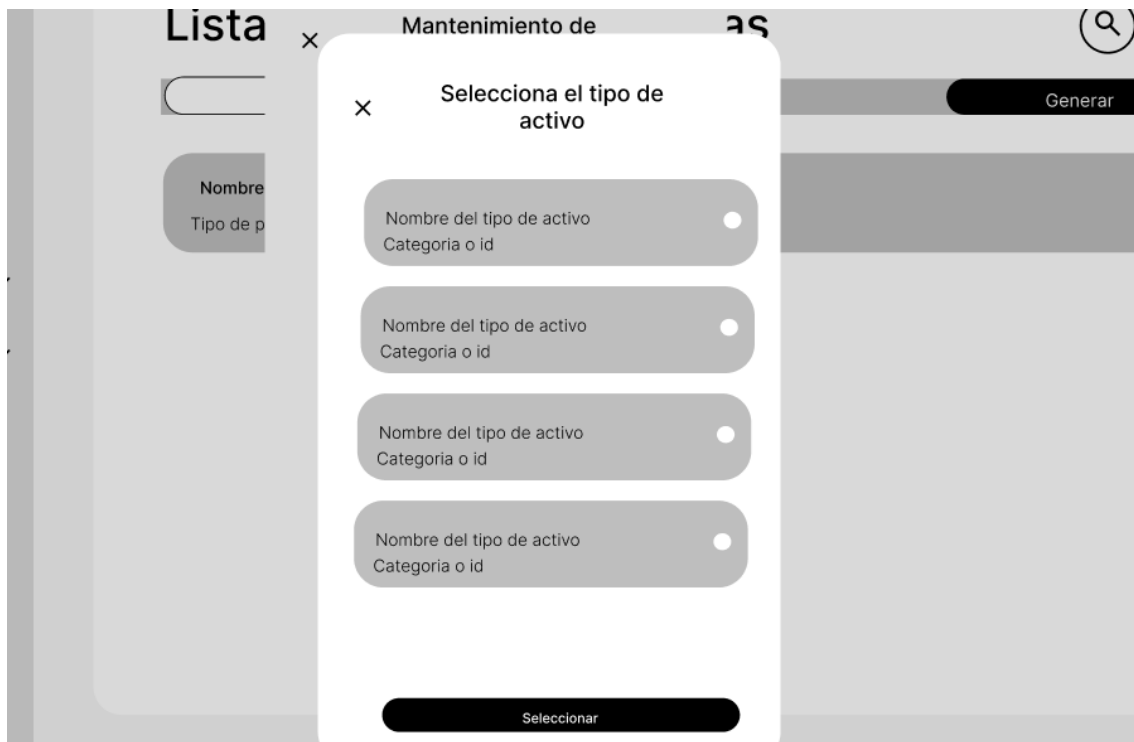 Lista
Mantenimiento de
as
Selecciona el tipo de
activo
Generar
Nombre
Tipo de p
Nombre del tipo de activo
Categoria o id
Nombre del tipo de activo
Categoria o id
Nombre del tipo de activo
Categoria o id
Nombre del tipo de activo
Categoria o id
Seleccionar